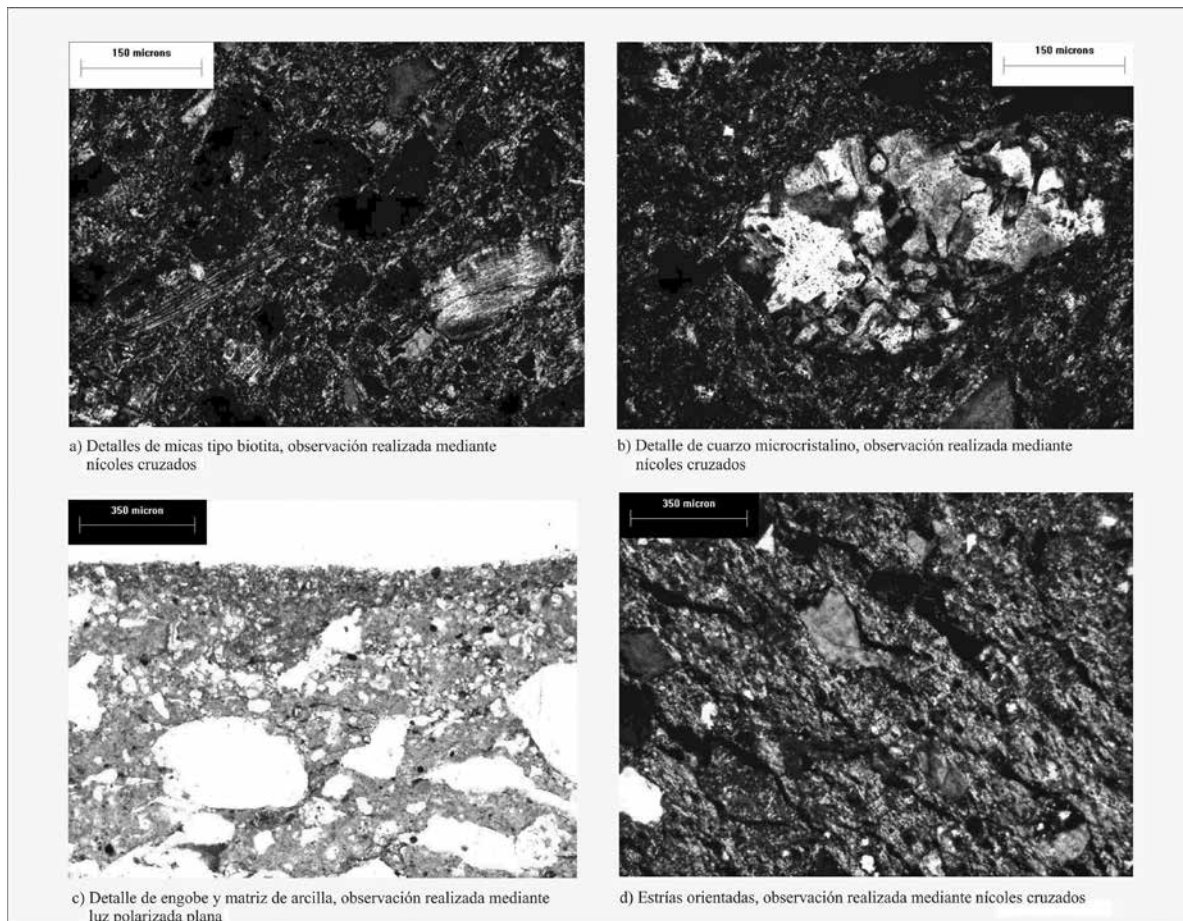 150 microns
150 microns
a) Detalles de micas tipo biotita, observación realizada mediante
nícoles cruzados
b) Detalle de cuarzo microcristalino, observación realizada mediante
nícoles cruzados
350 micron
350 micron
c) Detalle de engobe y matriz de arcilla, observación realizada mediante
luz polarizada plana
d) Estrías orientadas, observación realizada mediante nícoles cruzados